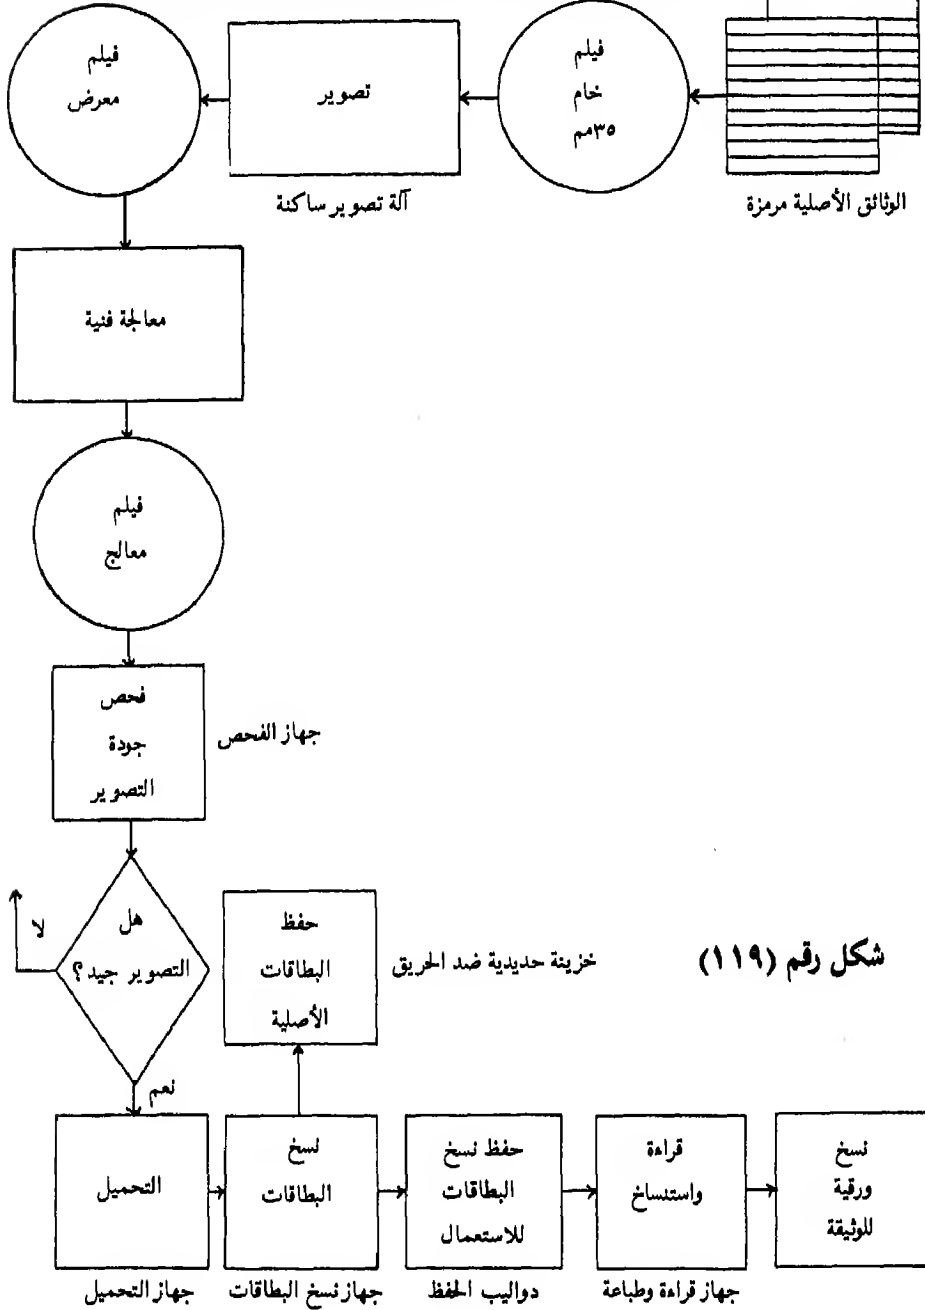 فيلم
خام
٣٥مم
تصوير
فيلم
معرض
الوثائق الأصلية مرمزة
آلة تصوير ساكنة
معالجة فنية
فيلم
معالج
فحص
جودة
التصوير
جهاز الفحص
هل
التصوير جيد؟
لا
نعم
حفظ
البطاقات
الأصلية
خزينة حديدية ضد الحريق
شكل رقم (١١٩)
التحميل
نسخ
البطاقات
حفظ نسخ
البطاقات
للاستعمال
قراءة
واستنساخ
نسخ
ورقية
للوثيقة
جهاز التحميل
جهاز نسخ البطاقات
دواليب الحفظ
جهاز قراءة وطباعة